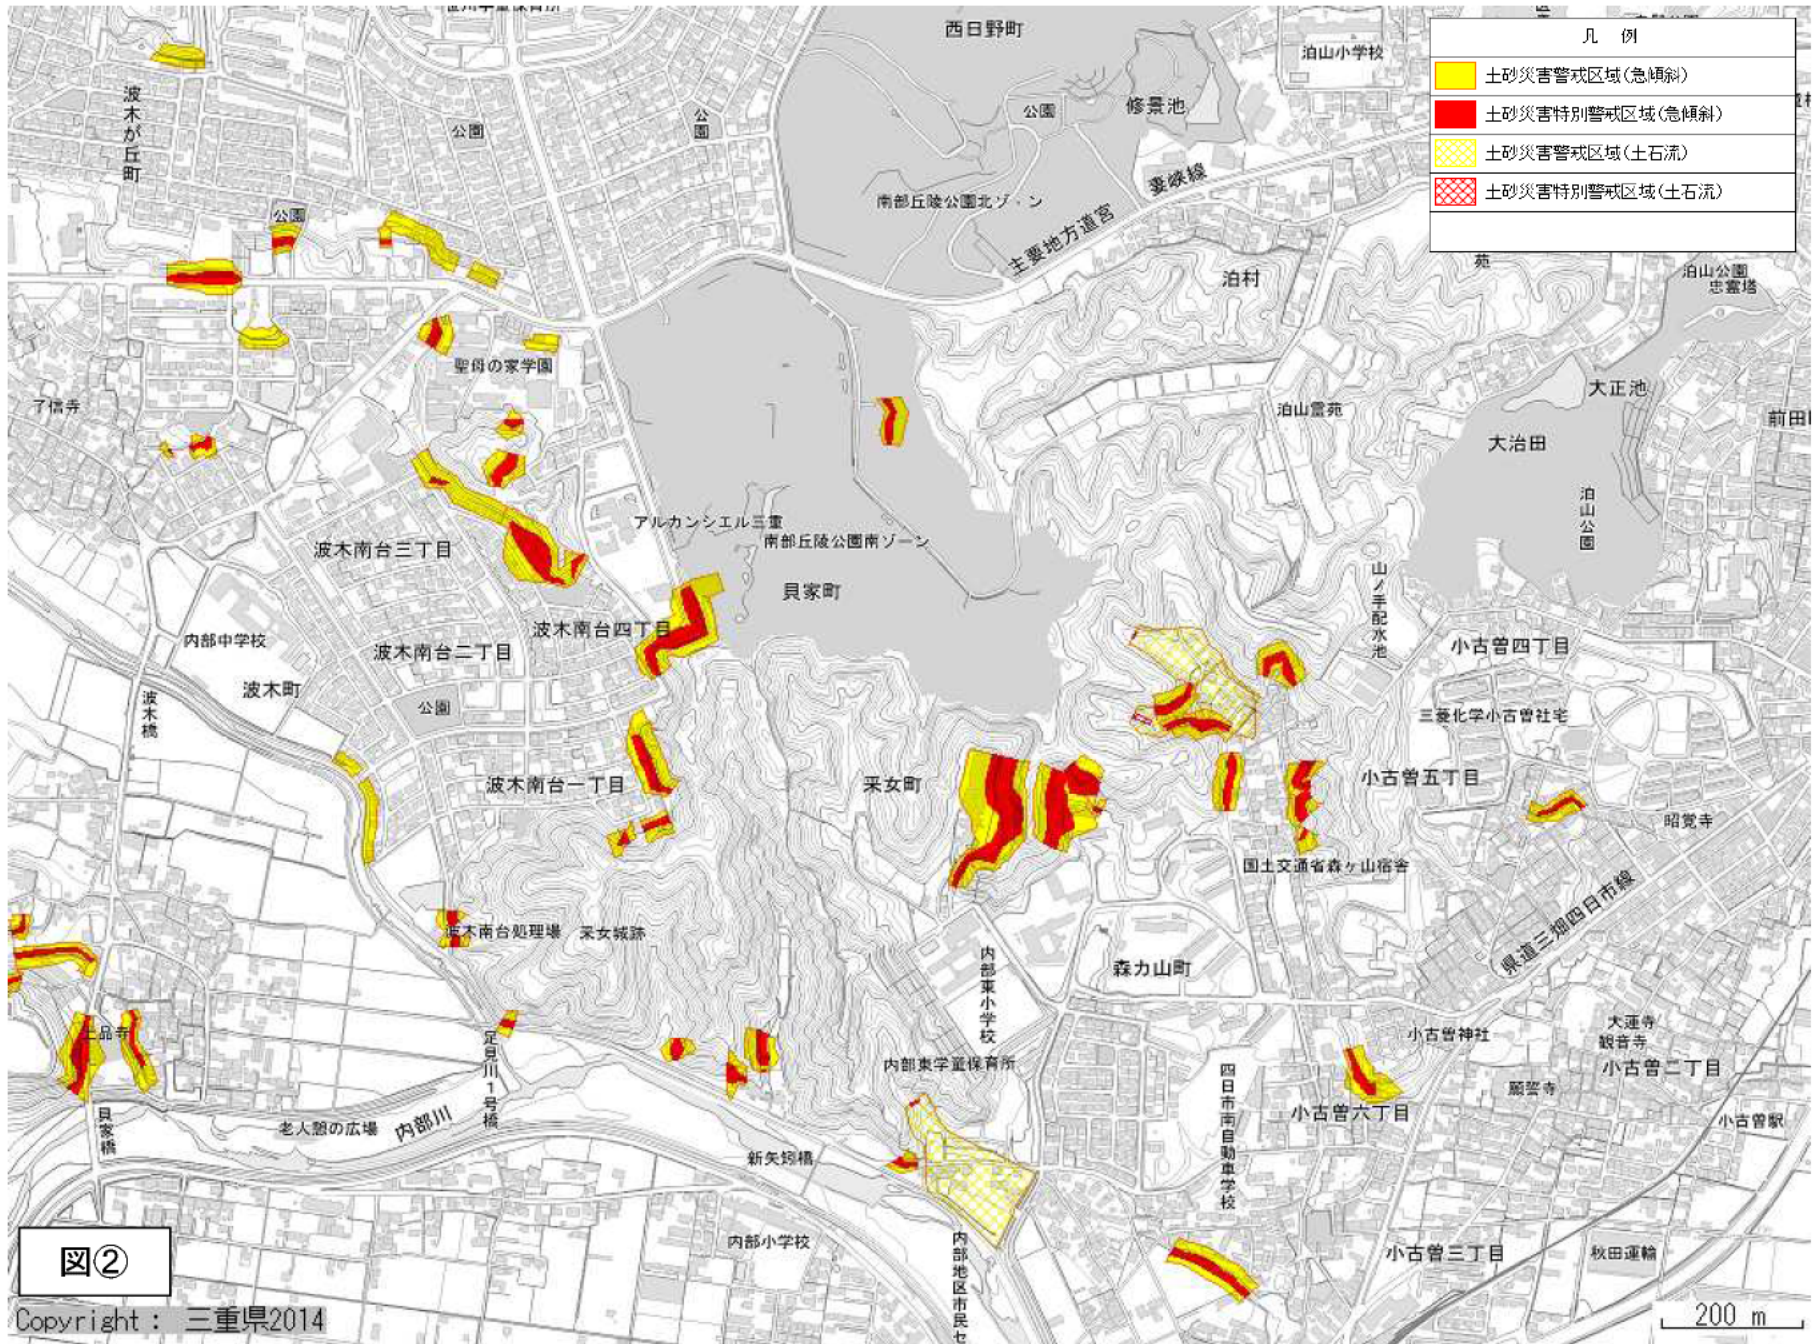 凡 例
土砂災害警戒区域(急傾斜)
土砂災害特別警戒区域(急傾斜)
土砂災害警戒区域(土石流)
土砂災害特別警戒区域(土石流)
西日野町
泊山小学校
波木が丘町
公園
公園
公園
修景池
妻峡線
南部丘陵公園北ゾーン
主要地方道宮
公園
泊村
苑
泊山公園
忠霊塔
聖母の家学園
了信寺
泊山霊苑
大正池
前田
大治田
泊山公園
アルカンシエル三重
南部丘陵公園南ゾーン
波木南台三丁目
貝家町
山ノ手配水池
内部中学校
波木南台四丁目
波木南台二丁目
小古曽四丁目
波木町
公園
波木橋
三菱化学小古曽社宅
波木南台一丁目
采女町
小古曽五丁目
昭覚寺
国土交通省森ヶ山宿舎
県道三畑四日市線
波木南台処理場
采女城跡
内部東小学校
森カ山町
上品寺
足見川1号橋
小古曽神社
大蓮寺
観音寺
内部東学童保育所
四日市南自動車学校
小古曽二丁目
願誓寺
貝家橋
老人憩の広場
内部川
小古曽六丁目
小古曽駅
新矢矧橋
内部小学校
内部地区市民セ
小古曽三丁目
秋田運輸
図②
Copyright : 三重県2014
200 m